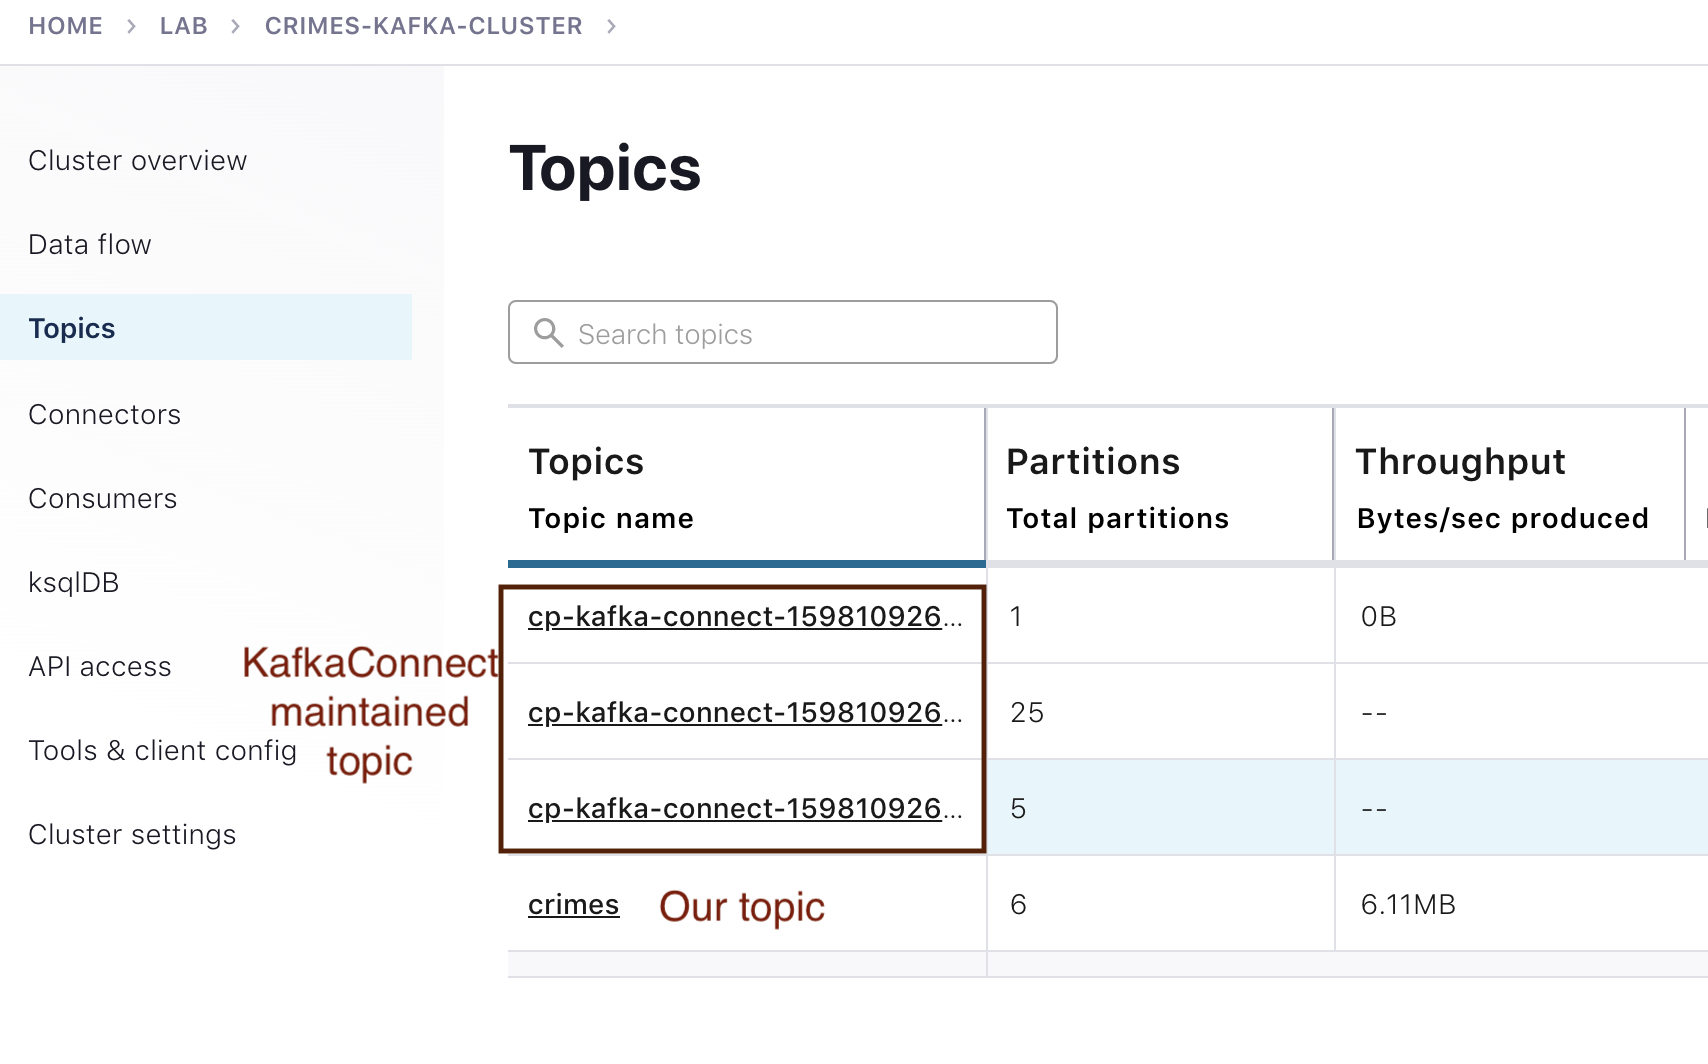 HOME > LAB > CRIMES-KAFKA-CLUSTER >
Cluster overview
Data flow
Topics
Connectors
Consumers
ksqlDB
API access
Tools & client config
Cluster settings
KafkaConnect
maintained
topic
Topics
Search topics
Topics Partitions Throughput
Topic name Total partitions Bytes/sec produced
cp-kafka-connect-159810926... 1 0B
cp-kafka-connect-159810926... 25 --
cp-kafka-connect-159810926... 5 --
crimes Our topic 6 6.11MB